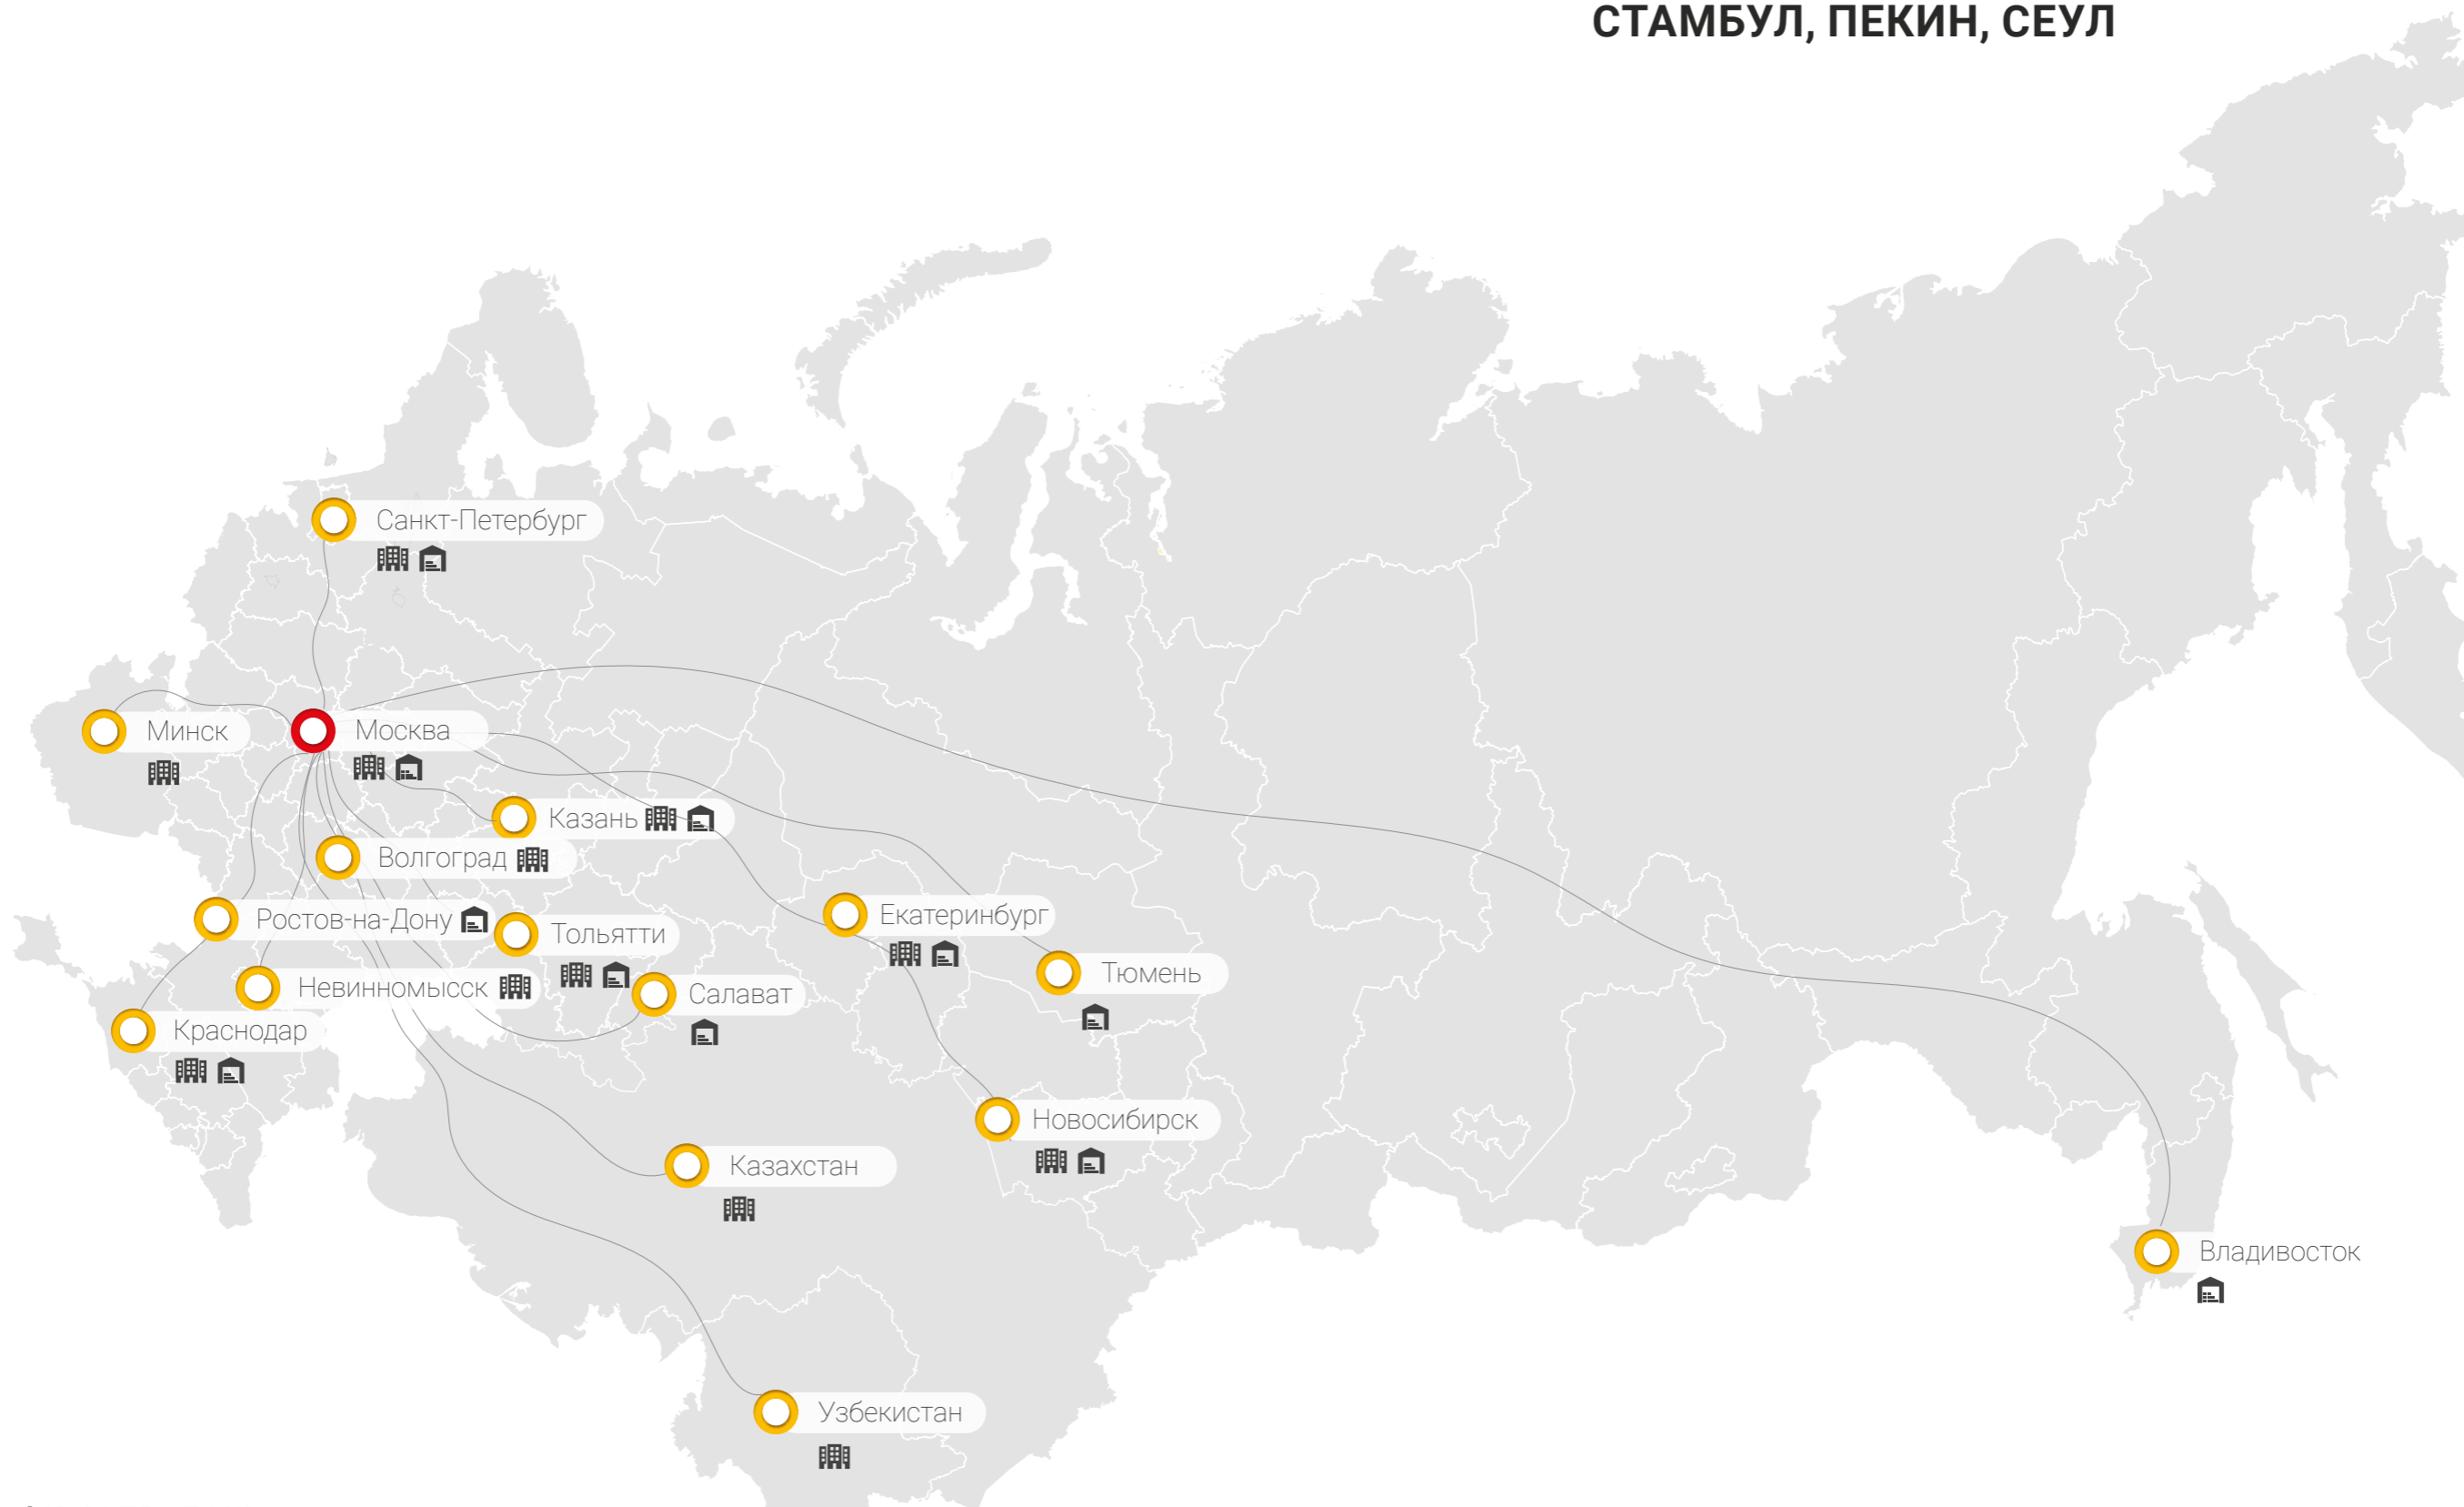 СТАМБУЛ, ПЕКИН, СЕУЛ
Санкт-Петербург
Минск
Москва
Казань
Волгоград
Ростов-на-Дону
Екатеринбург
Тольятти
Тюмень
Невинномысск
Салават
Краснодар
Новосибирск
Казахстан
Владивосток
Узбекистан